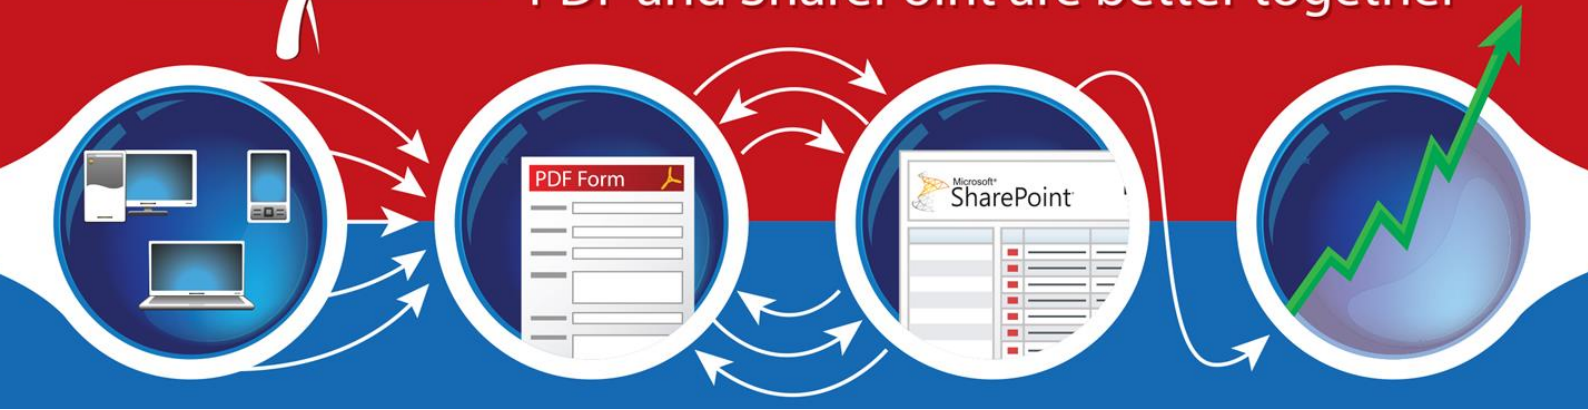 PDF and SharePoint are better together
PDF Form
Microsoft®
SharePoint